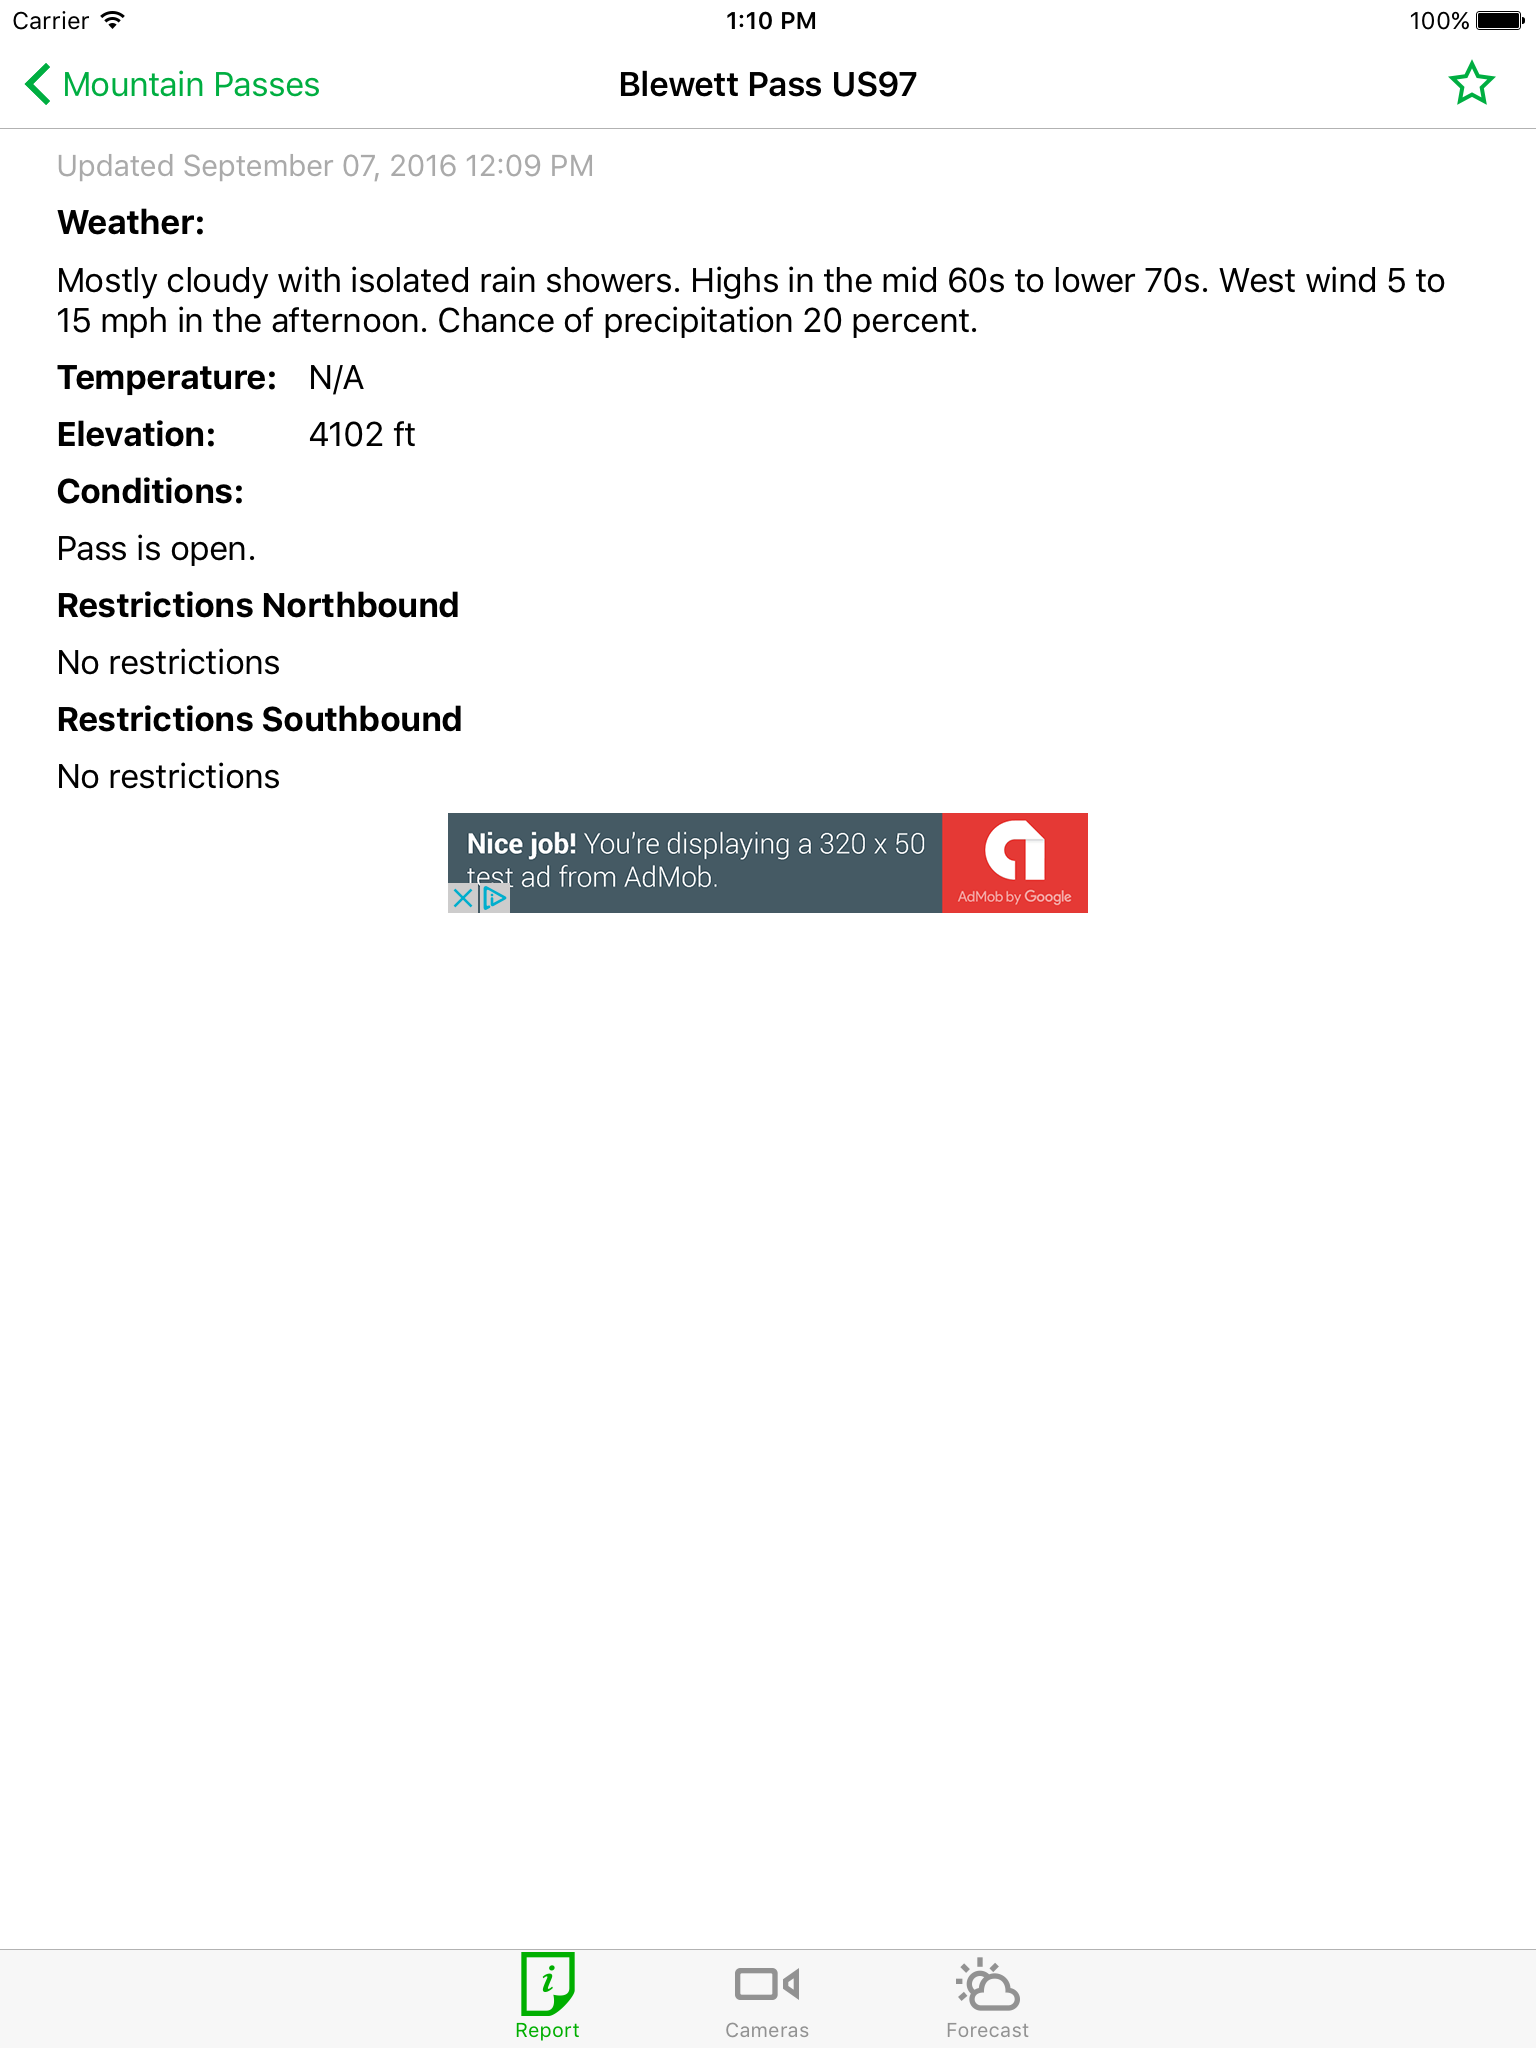 Carrier 1:10 PM 100%
Mountain Passes Blewett Pass US97
Updated September 07, 2016 12:09 PM
Weather:
Mostly cloudy with isolated rain showers. Highs in the mid 60s to lower 70s. West wind 5 to
15 mph in the afternoon. Chance of precipitation 20 percent.
Temperature: N/A
Elevation: 4102 ft
Conditions:
Pass is open.
Restrictions Northbound
No restrictions
Restrictions Southbound
No restrictions
Nice job! You're displaying a 320 x 50
test ad from AdMob.
AdMob by Google
Report Cameras Forecast